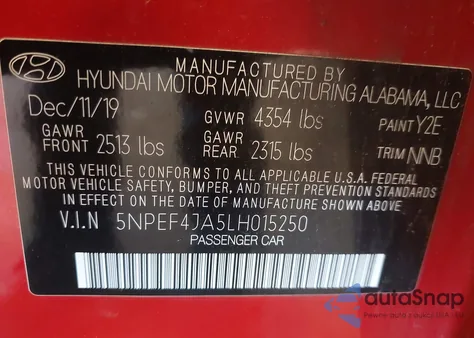 MANUFACTURED BY
HYUNDAI MOTOR MANUFACTURING ALABAMA, LLC
Dec/11/19 GVWR 4354 lbs PAINT Y2E
GAWR FRONT 2513 lbs GAWR REAR 2315 lbs TRIM NNB
THIS VEHICLE CONFORMS TO ALL APPLICABLE U.S.A FEDERAL
MOTOR VEHICLE SAFETY, BUMPER, AND THEFT PREVENTION STANDARDS
IN EFFECT ON THE DATE OF MANUFACTURE SHOWN ABOVE.
V.I.N 5NPEF4JA5LH015250
PASSENGER CAR
autoSnap